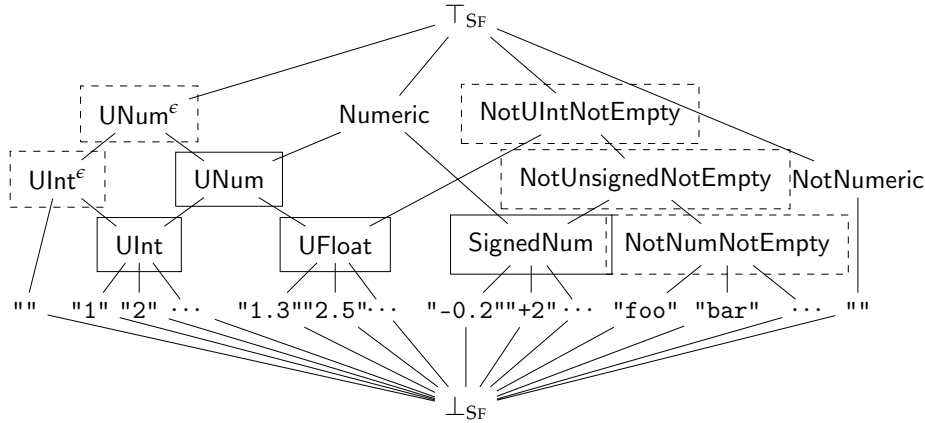 ⊤SF
UNumϵ Numeric NotUIntNotEmpty
UIntϵ UNum NotUnsignedNotEmpty NotNumeric
UInt UFloat SignedNum NotNumNotEmpty
"" "1" "2" ··· "1.3" "2.5" ··· "-0.2" "+2" ··· "foo" "bar" ··· ""
⊥SF